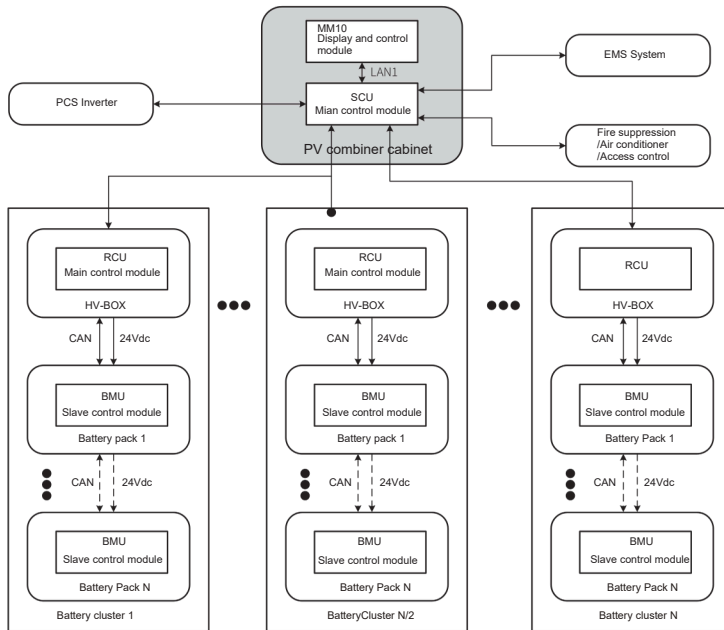 MM10
Display and control
module
LAN1
SCU
Mian control module
PV combiner cabinet
PCS Inverter
EMS System
Fire suppression
/Air conditioner
/Access control
RCU
Main control module
HV-BOX
CAN
24Vdc
BMU
Slave control module
Battery pack 1
CAN
24Vdc
BMU
Slave control module
Battery Pack N
Battery cluster 1
RCU
Main control module
HV-BOX
CAN
24Vdc
BMU
Slave control module
Battery pack 1
CAN
24Vdc
BMU
Slave control module
Battery Pack N
BatteryCluster N/2
RCU
HV-BOX
CAN
24Vdc
BMU
Slave control module
Battery Pack 1
CAN
24Vdc
BMU
Slave control module
Battery Pack N
Battery cluster N